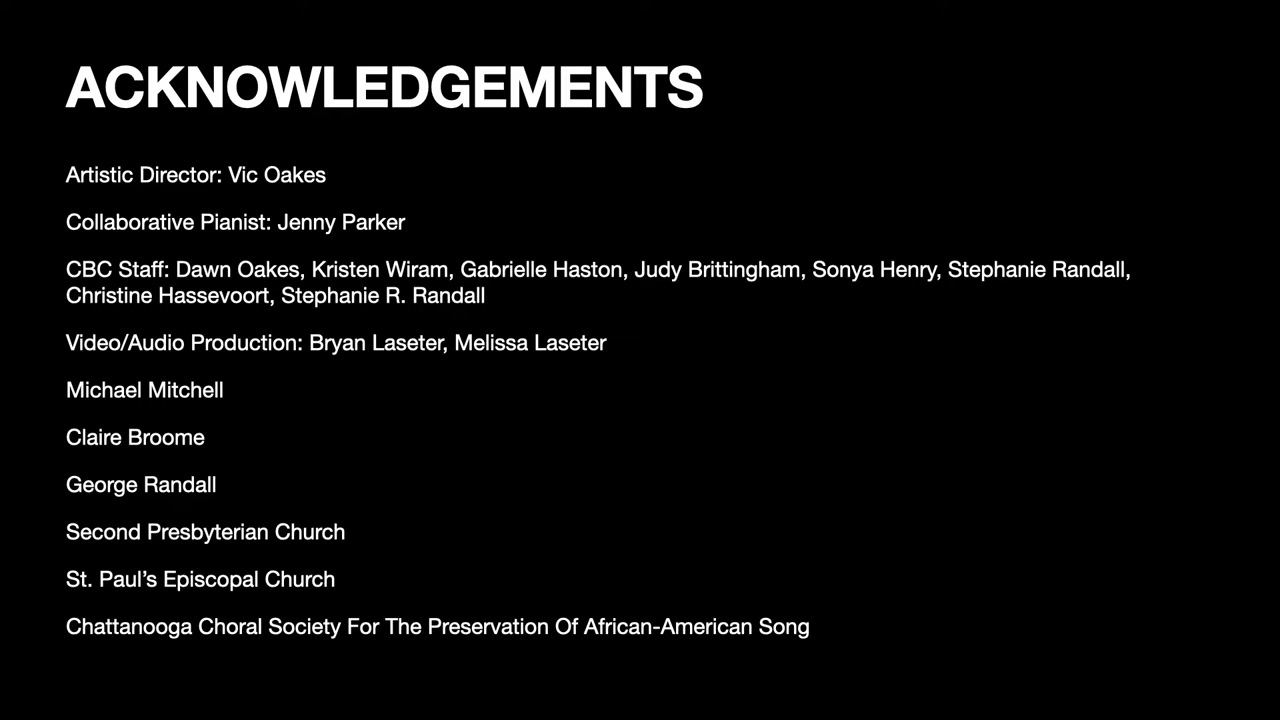 ACKNOWLEDGEMENTS
Artistic Director: Vic Oakes
Collaborative Pianist: Jenny Parker
CBC Staff: Dawn Oakes, Kristen Wiram, Gabrielle Haston, Judy Brittingham, Sonya Henry, Stephanie Randall,
Christine Hassevoort, Stephanie R. Randall
Video/Audio Production: Bryan Laseter, Melissa Laseter
Michael Mitchell
Claire Broome
George Randall
Second Presbyterian Church
St. Paul’s Episcopal Church
Chattanooga Choral Society For The Preservation Of African-American Song